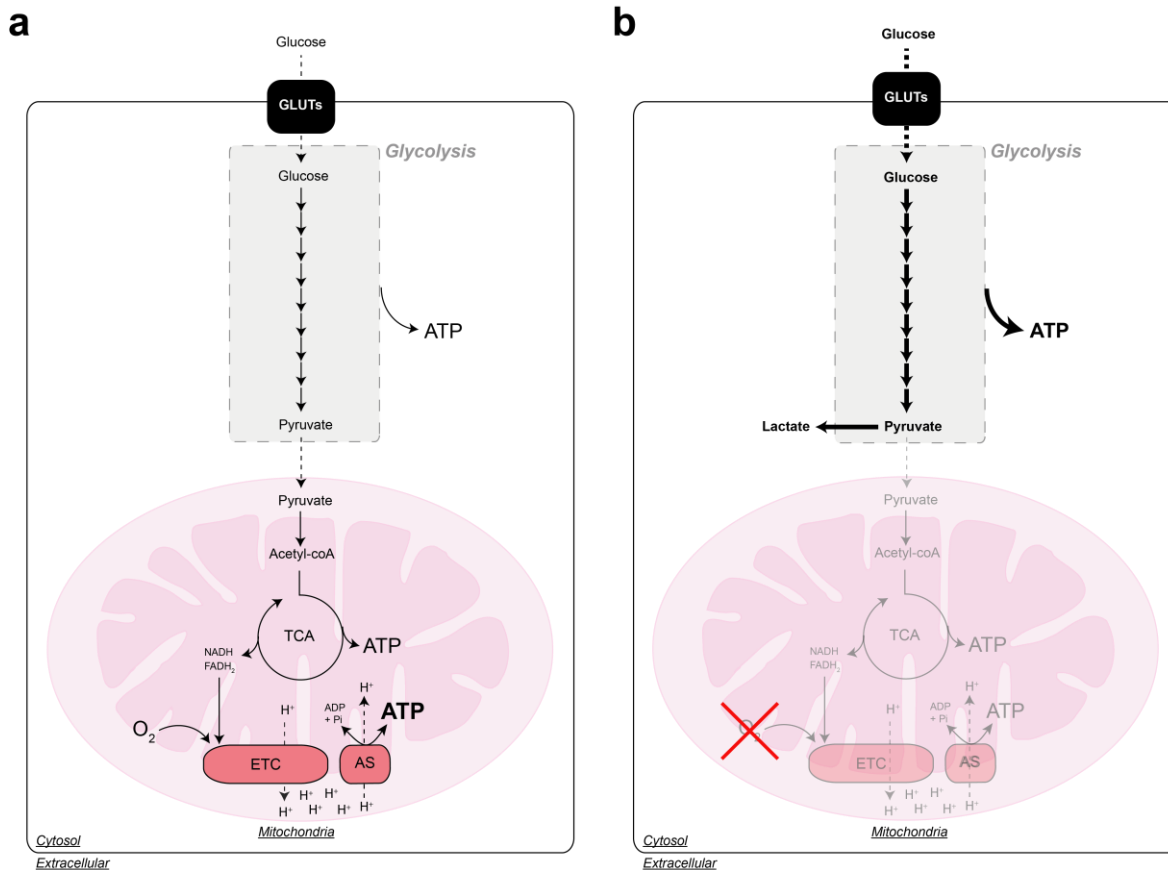 a
Glucose
GLUTs
Glycolysis
Glucose
ATP
Pyruvate
Pyruvate
Acetyl-coA
TCA
ATP
NADH
FADH₂
H⁺
H⁺
ADP
+ Pi
ATP
O₂
ETC
AS
H⁺
H⁺
H⁺
H⁺
H⁺
H⁺
H⁺
Mitochondria
Cytosol
Extracellular
b
Glucose
GLUTs
Glycolysis
Glucose
ATP
Lactate
Pyruvate
Pyruvate
Acetyl-coA
TCA
ATP
NADH
FADH₂
H⁺
H⁺
ADP
+ Pi
ATP
O₂
ETC
AS
H⁺
H⁺
H⁺
H⁺
H⁺
H⁺
H⁺
Mitochondria
Cytosol
Extracellular